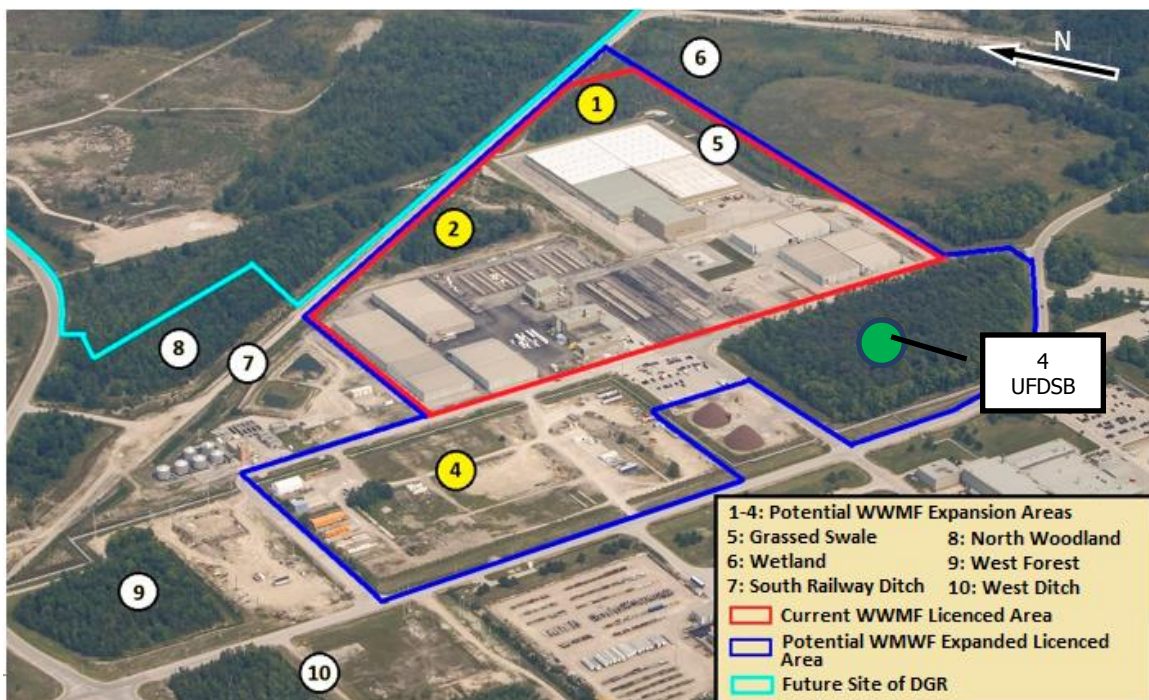 N
6
1
5
2
8
7
4
UFDSB
4
9
10
1-4: Potential WWMF Expansion Areas
5: Grassed Swale 8: North Woodland
6: Wetland 9: West Forest
7: South Railway Ditch 10: West Ditch
Current WWMF Licenced Area
Potential WMWF Expanded Licenced
Area
Future Site of DGR